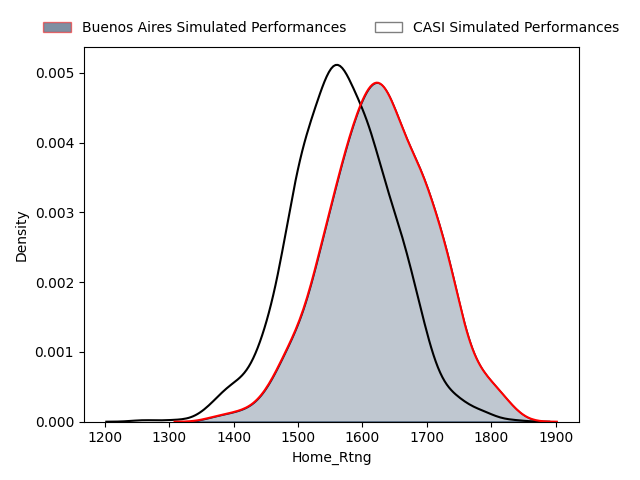 Buenos Aires Simulated Performances CASI Simulated Performances
0.005
0.004
0.003
0.002
0.001
0.000
Density
1200 1300 1400 1500 1600 1700 1800 1900
Home_Rtng